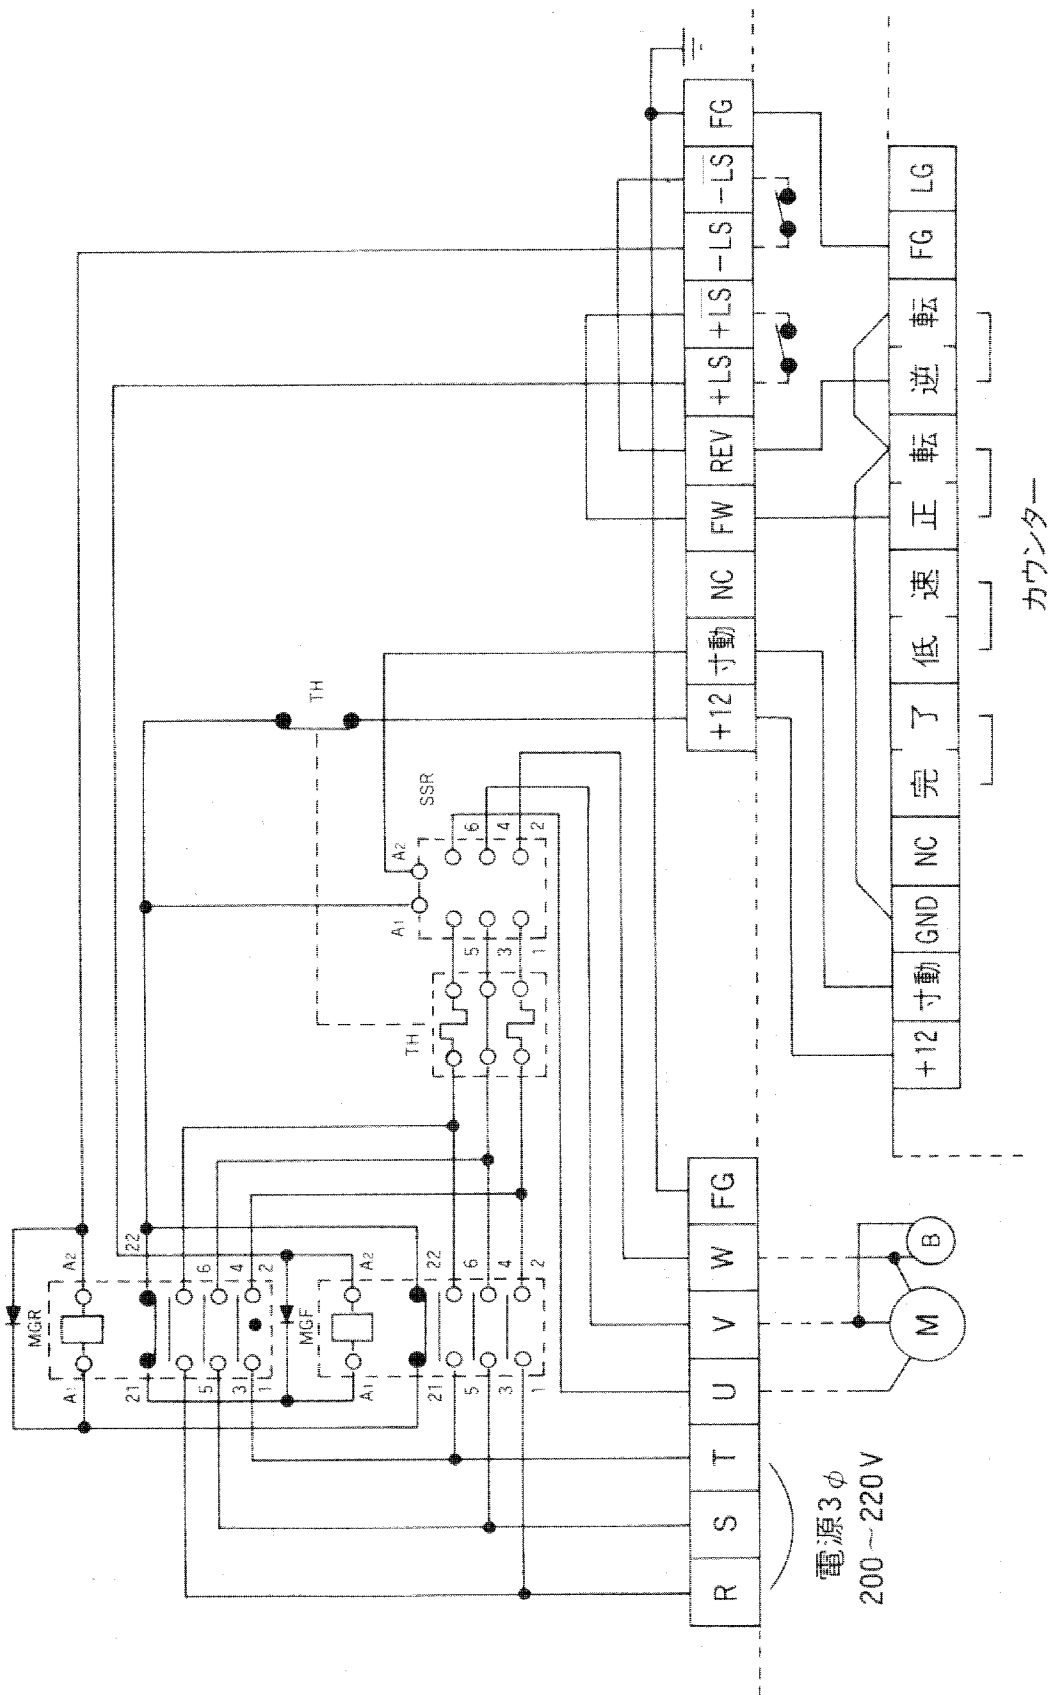 MGR
A1 A2
21 22
5 6
3 4
1 2
MGF
A1 A2
21 22
5 6
3 4
1 2
TH
TH
SSR
A1 A2
5 6
3 4
1 2
R S T U V W FG +12 寸動 NC FW REV +LS +L̅S̅ −LS −L̅S̅ FG
電源3φ
200~220V
M
B
+12 寸動 GND NC 完 了 低 速 正 転 逆 転 FG LG
カウンター